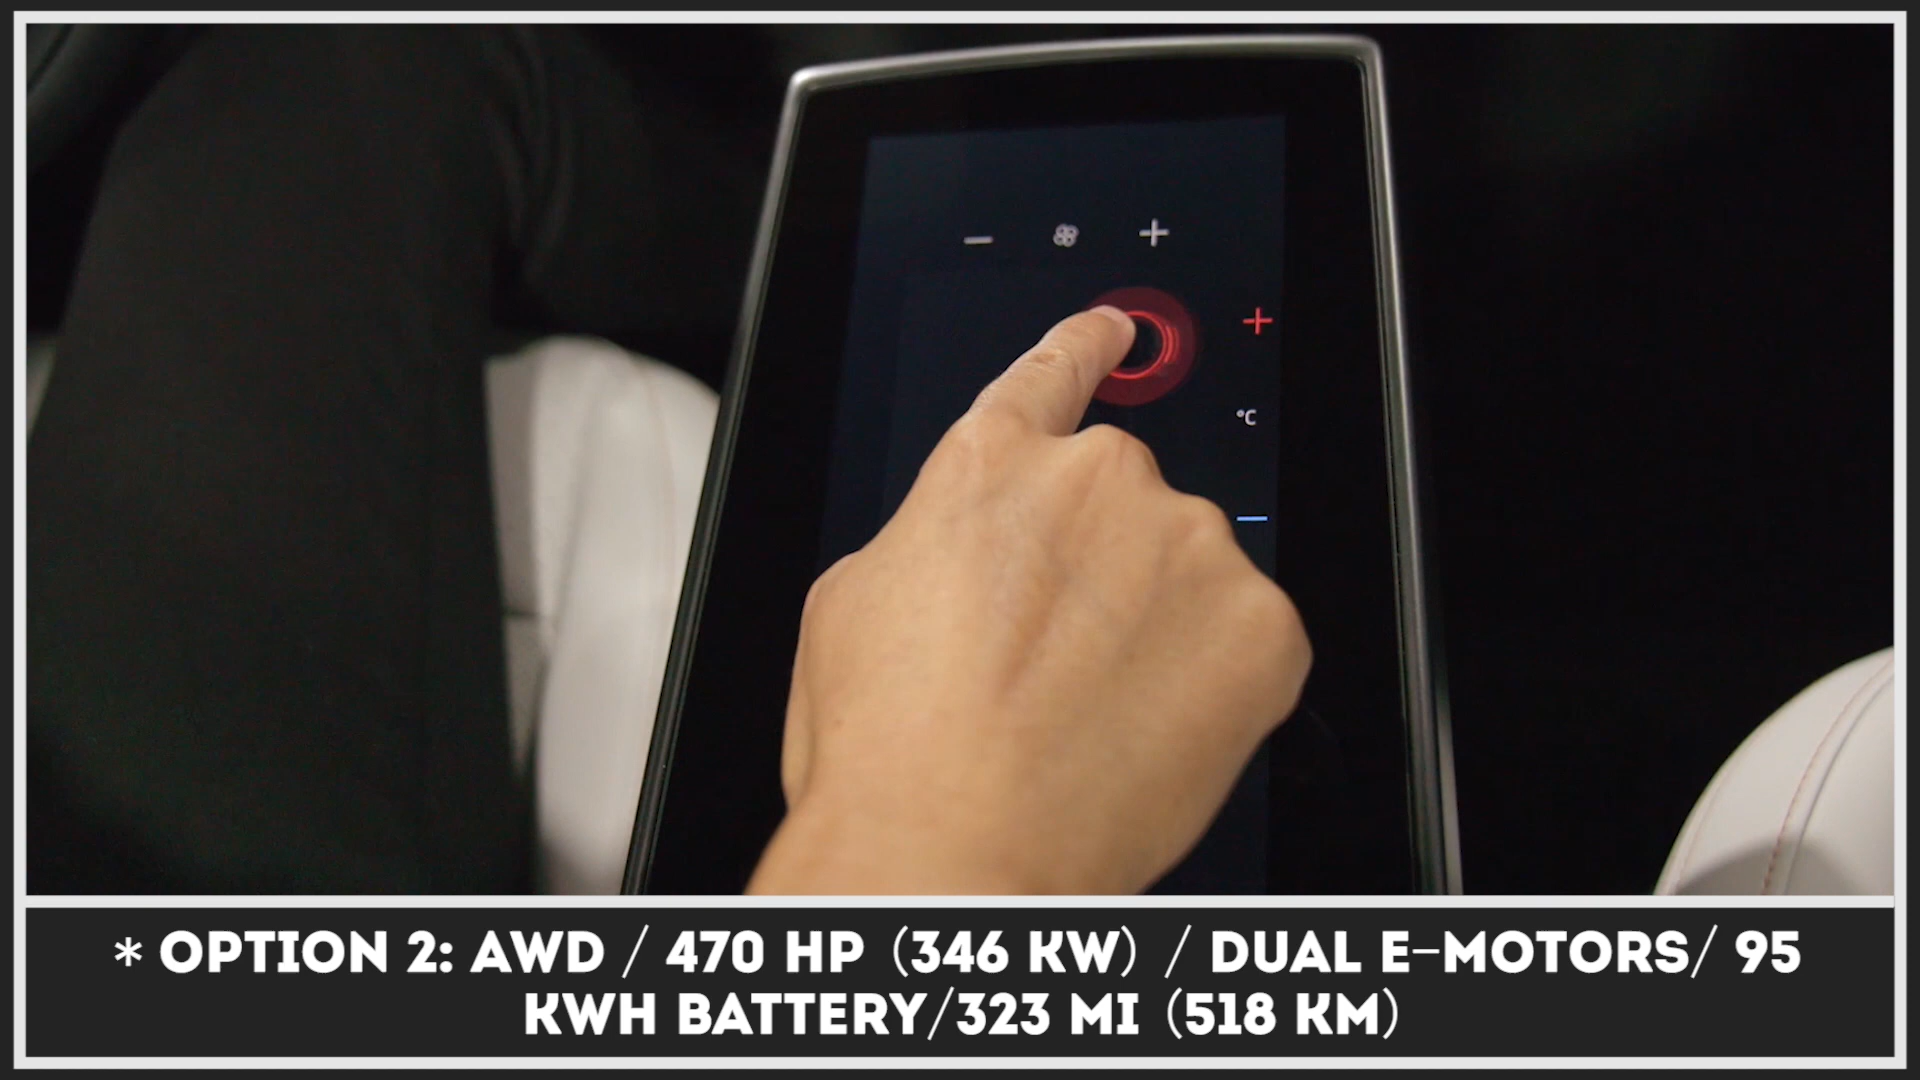 − +
+
°C
−
* OPTION 2: AWD / 470 HP (346 KW) / DUAL E-MOTORS/ 95
KWH BATTERY/323 MI (518 KM)